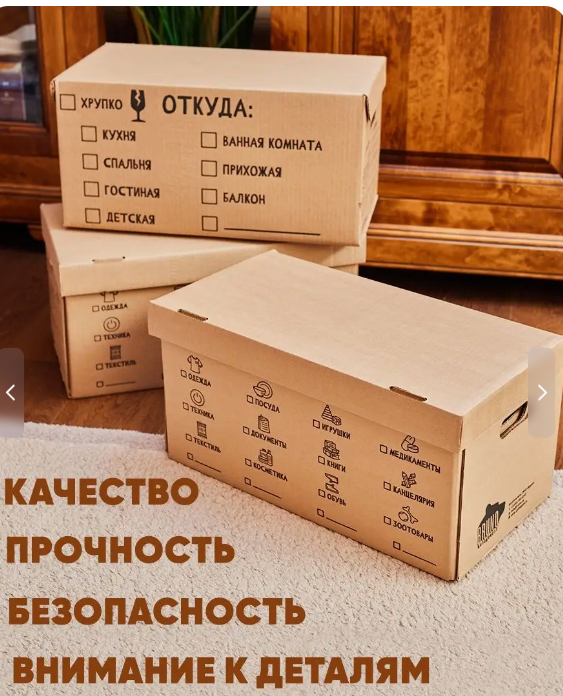 ХРУПКО ОТКУДА:
КУХНЯ
ВАННАЯ КОМНАТА
СПАЛЬНЯ
ПРИХОЖАЯ
ГОСТИНАЯ
БАЛКОН
ДЕТСКАЯ
ОДЕЖДА
ТЕХНИКА
ТЕКСТИЛЬ
ОДЕЖДА
ПОСУДА
ИГРУШКИ
МЕДИКАМЕНТЫ
ТЕХНИКА
ДОКУМЕНТЫ
КНИГИ
КАНЦЕЛЯРИЯ
ТЕКСТИЛЬ
КОСМЕТИКА
ОБУВЬ
ЗООТОВАРЫ
КАЧЕСТВО
ПРОЧНОСТЬ
БЕЗОПАСНОСТЬ
ВНИМАНИЕ К ДЕТАЛЯМ